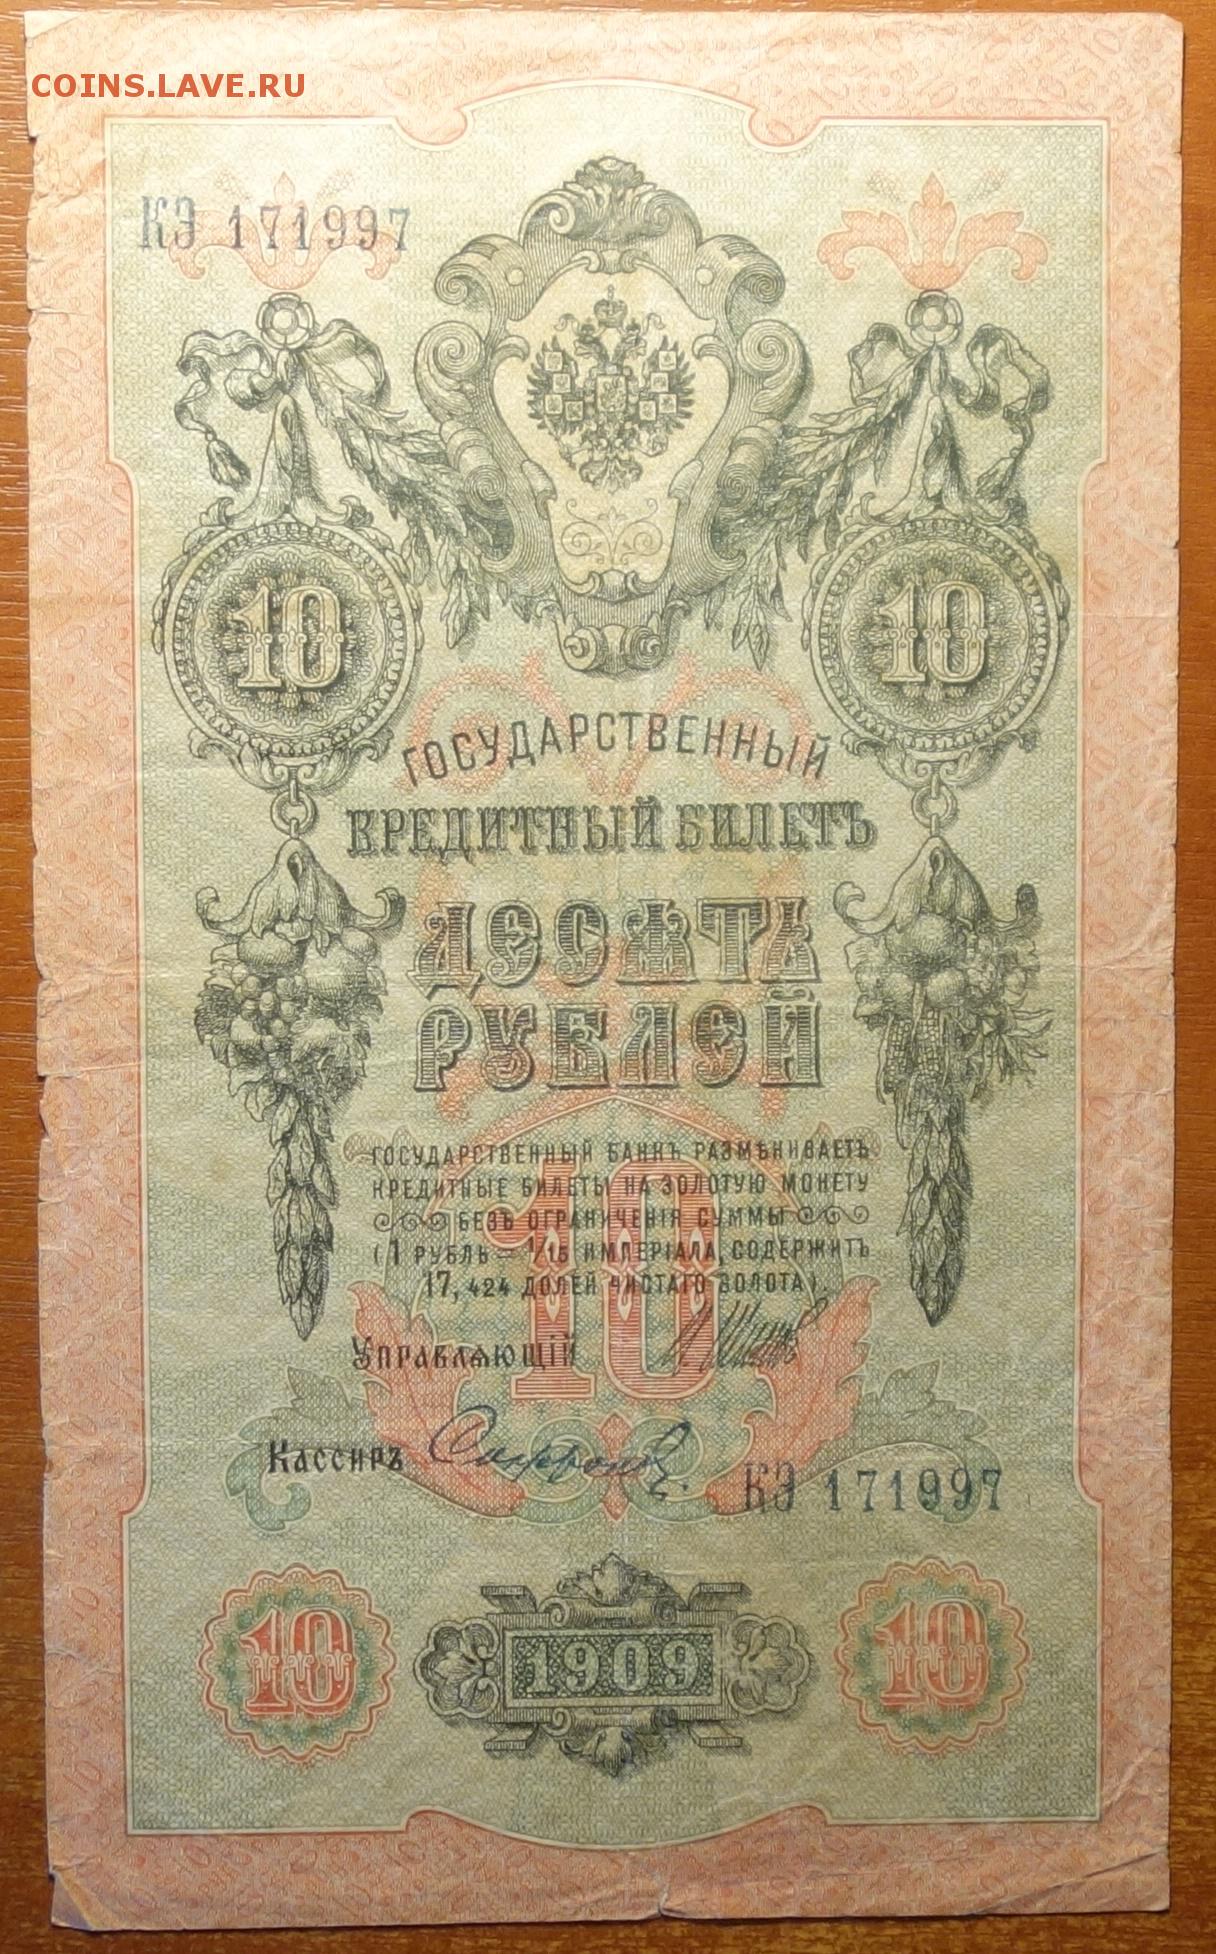 COINS.LAVE.RU
КЭ 171997
10
10
ГОСУДАРСТВЕННЫЙ
КРЕДИТНЫЙ БИЛЕТЪ
ДЕСЯТЬ
РУБЛЕЙ
ГОСУДАРСТВЕННЫЙ БАНКЪ РАЗМѢНИВАЕТЪ
КРЕДИТНЫЕ БИЛЕТЫ НА ЗОЛОТУЮ МОНЕТУ
БЕЗЪ ОГРАНИЧЕНІЯ СУММЫ
(1 РУБЛЬ = 1/15 ИМПЕРІАЛА, СОДЕРЖИТЪ
17,424 ДОЛЕЙ ЧИСТАГО ЗОЛОТА).
10
УПРАВЛЯЮЩІЙ
КАССИРЪ
КЭ 171997
10
1909
10